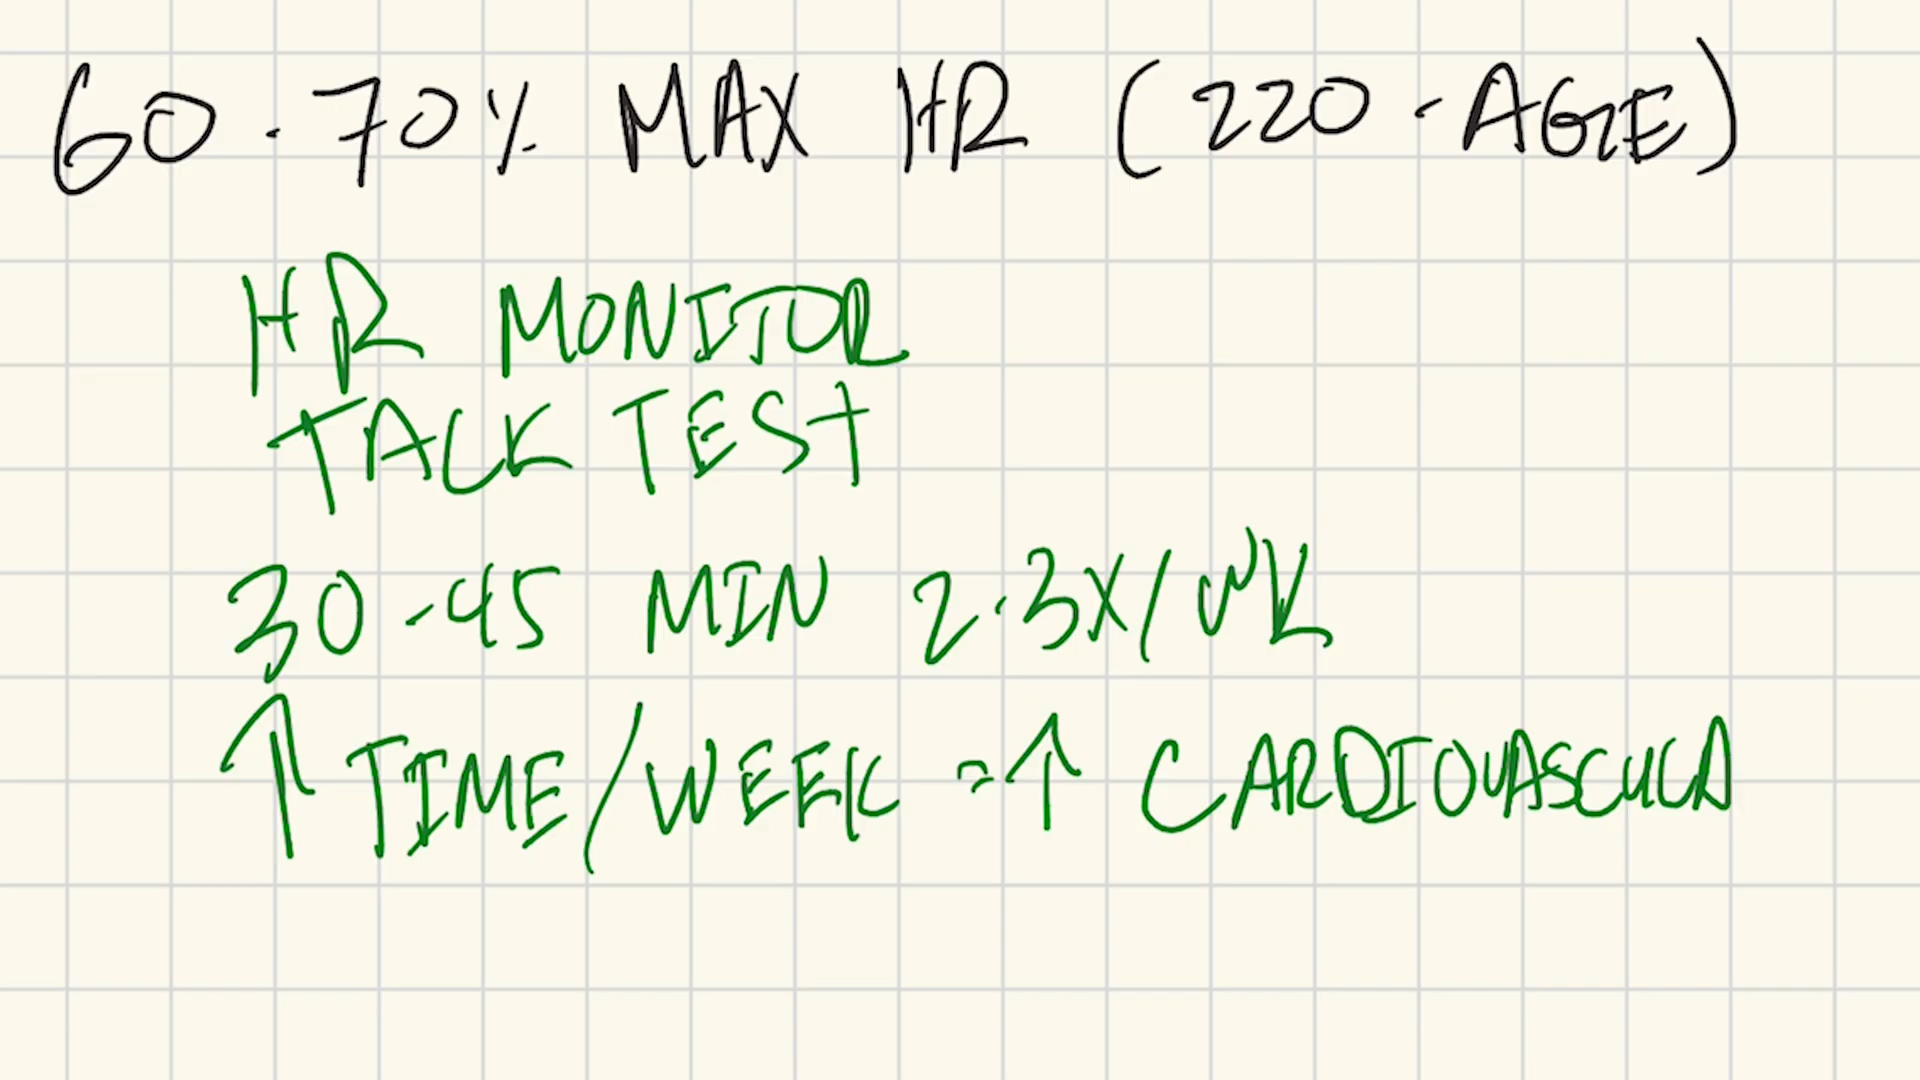 60-70% MAX HR (220-AGE)
HR MONITOR
TALK TEST
30-45 MIN 2-3X/WK
↑ TIME/WEEK = ↑ CARDIOVASCULA